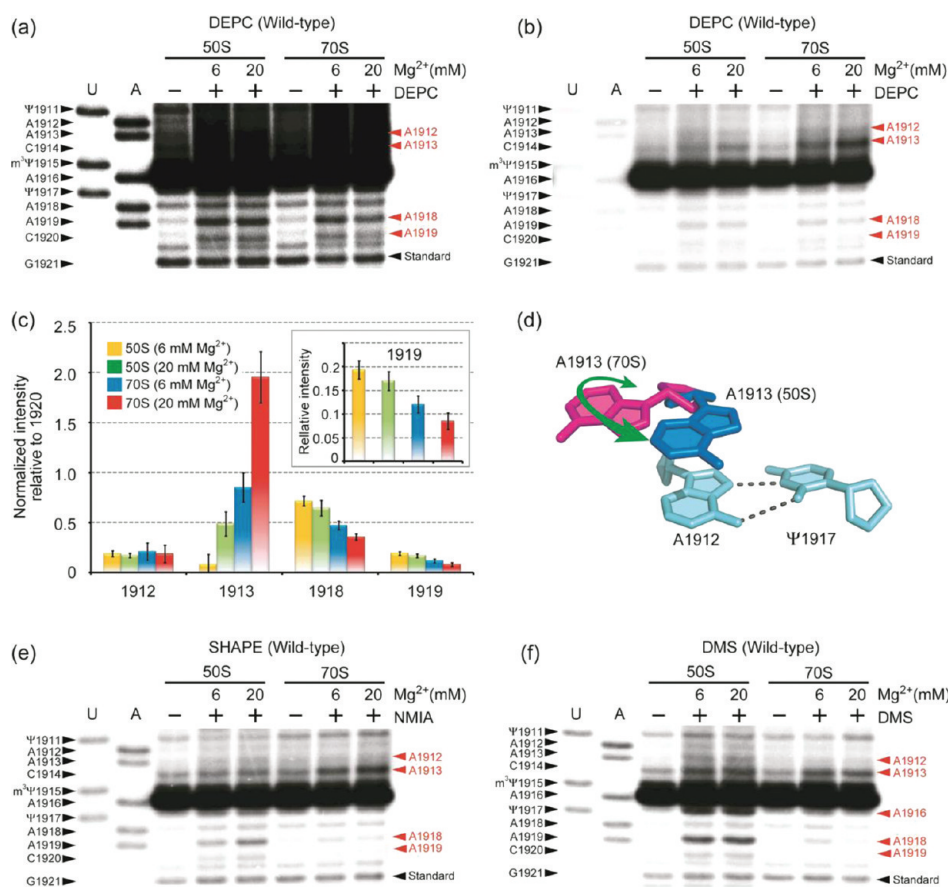 (a)
DEPC (Wild-type)
50S 70S
6 20 6 20 Mg²⁺(mM)
U A − + + − + + DEPC
Ψ1911
A1912
A1913
C1914
m³Ψ1915
A1916
Ψ1917
A1918
A1919
C1920
G1921
A1912
A1913
A1918
A1919
Standard
(b)
DEPC (Wild-type)
50S 70S
6 20 6 20 Mg²⁺(mM)
U A − + + − + + DEPC
Ψ1911
A1912
A1913
C1914
m³Ψ1915
A1916
Ψ1917
A1918
A1919
C1920
G1921
A1912
A1913
A1918
A1919
Standard
(c)
Normalized intensity
relative to 1920
2.5
2.0
1.5
1.0
0.5
0
50S (6 mM Mg²⁺)
50S (20 mM Mg²⁺)
70S (6 mM Mg²⁺)
70S (20 mM Mg²⁺)
1919
Rellative intensity
0.2
0.15
0.1
0.05
0
1912 1913 1918 1919
(d)
A1913 (70S)
A1913 (50S)
A1912
Ψ1917
(e)
SHAPE (Wild-type)
50S 70S
6 20 6 20 Mg²⁺(mM)
U A − + + − + + NMIA
Ψ1911
A1912
A1913
C1914
m³Ψ1915
A1916
Ψ1917
A1918
A1919
C1920
G1921
A1912
A1913
A1918
A1919
Standard
(f)
DMS (Wild-type)
50S 70S
6 20 6 20 Mg²⁺(mM)
U A − + + − + + DMS
Ψ1911
A1912
A1913
C1914
m³Ψ1915
A1916
Ψ1917
A1918
A1919
C1920
G1921
A1912
A1913
A1916
A1918
A1919
Standard